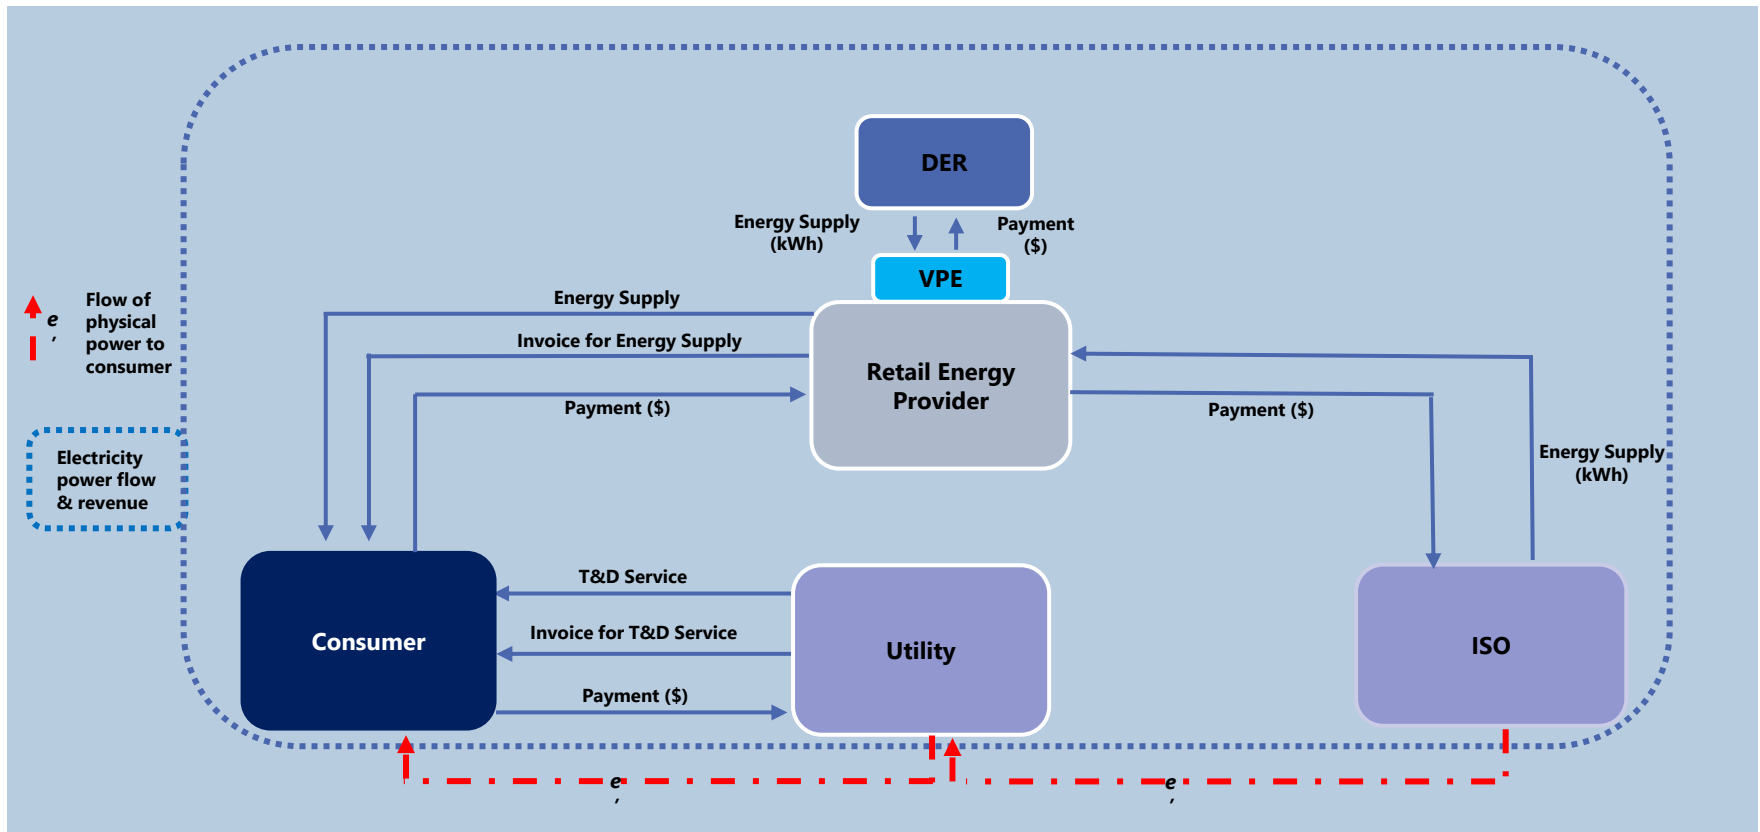 DER
Energy Supply
(kWh)
Payment
($)
VPE
Energy Supply
Invoice for Energy Supply
Payment ($)
Retail Energy
Provider
Payment ($)
Energy Supply
(kWh)
e
′
Flow of
physical
power to
consumer
Electricity
power flow
& revenue
Consumer
T&D Service
Invoice for T&D Service
Payment ($)
Utility
ISO
e
′
e
′